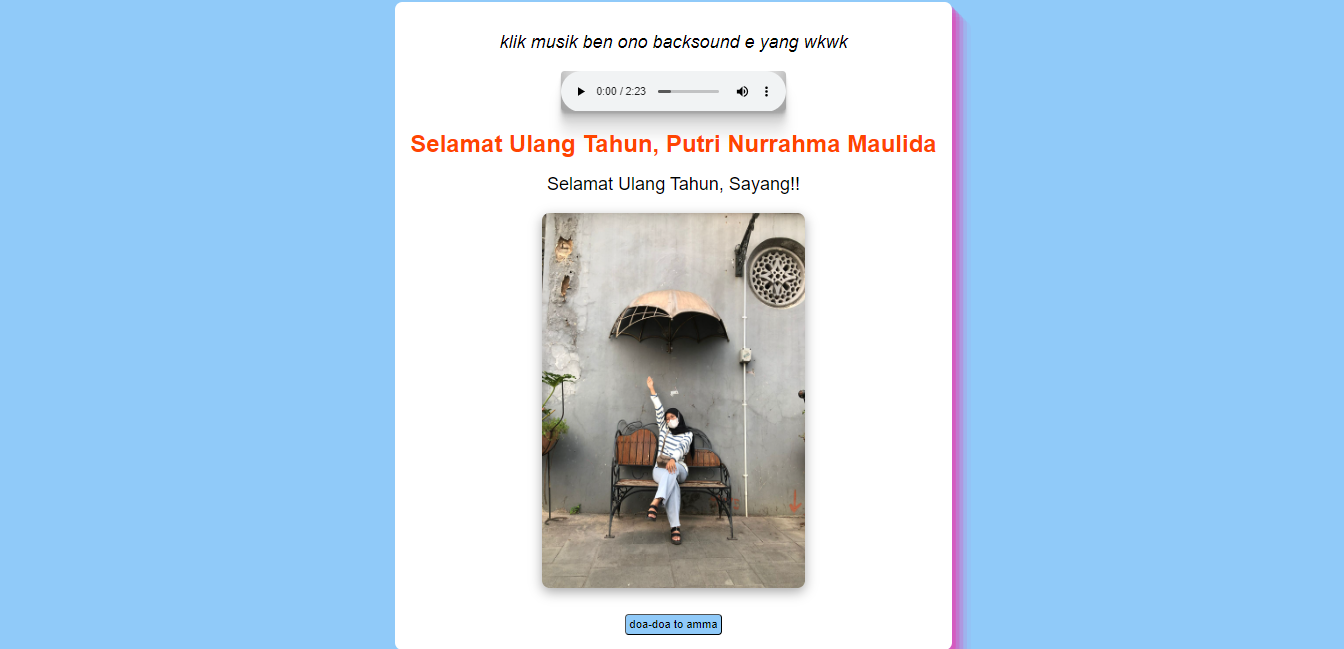 klik musik ben ono backsound e yang wkwk
0:00 / 2:23
Selamat Ulang Tahun, Putri Nurrahma Maulida
Selamat Ulang Tahun, Sayang!!
doa-doa to amma